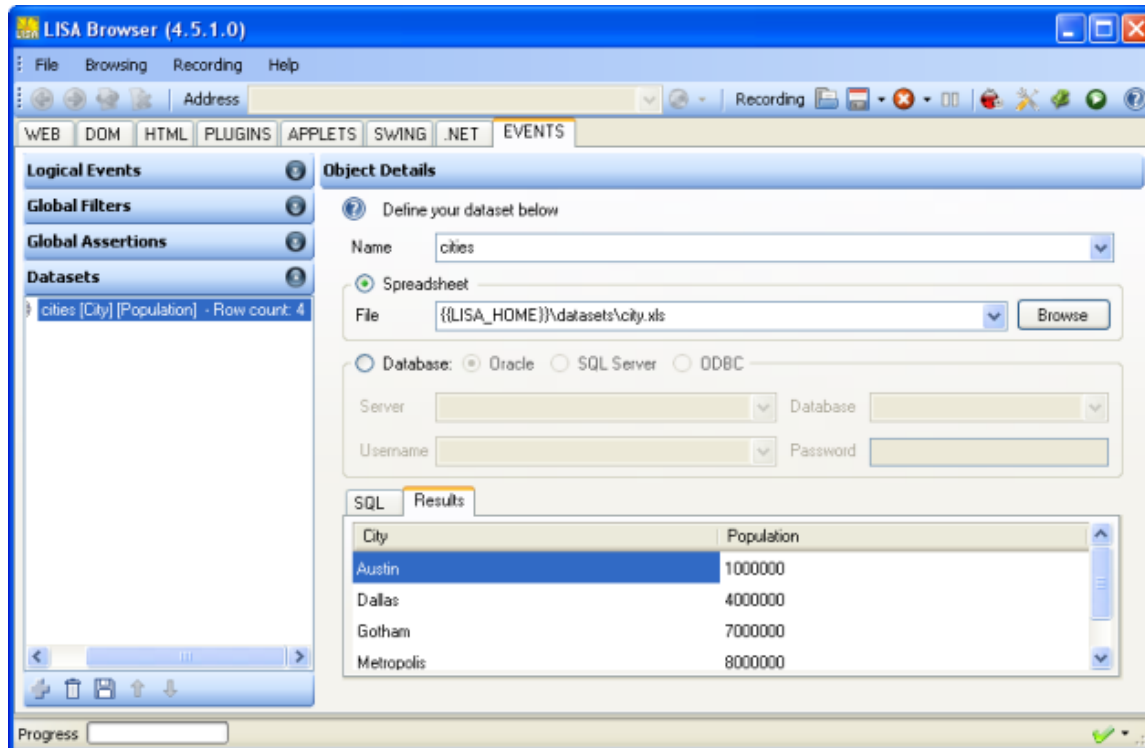 LISA Browser (4.5.1.0)
File Browsing Recording Help
Address Recording
WEB DOM HTML PLUGINS APPLETS SWING .NET EVENTS
Logical Events
Global Filters
Global Assertions
Datasets
cities [City] [Population] - Row count: 4
Object Details
Define your dataset below
Name cities
Spreadsheet
File {{LISA_HOME}}\datasets\city.xls Browse
Database: Oracle SQL Server ODBC
Server Database
Username Password
SQL Results
City Population
Austin 1000000
Dallas 4000000
Gotham 7000000
Metropolis 8000000
Progress